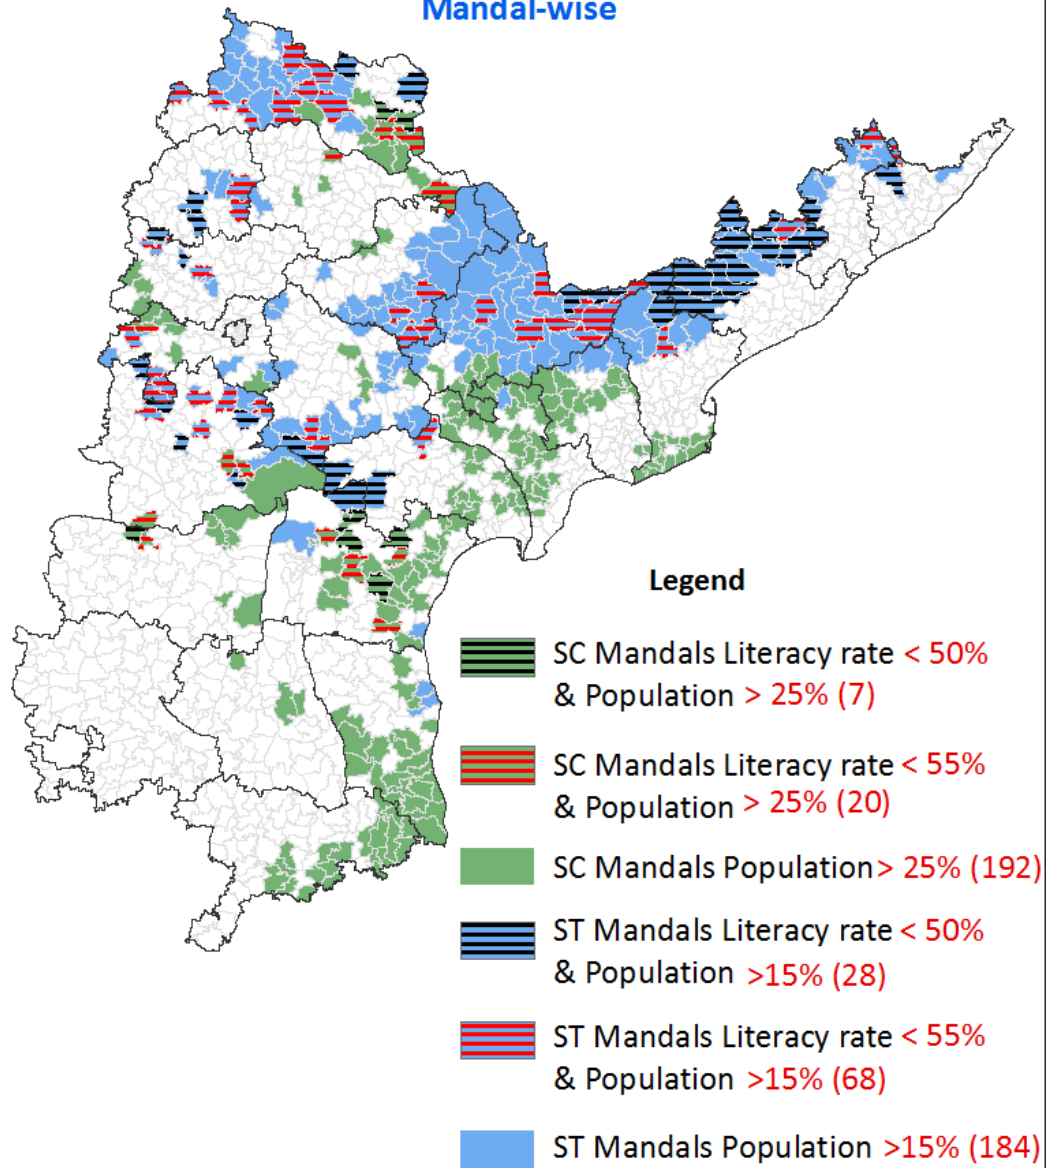 Mandal-wise
Legend
SC Mandals Literacy rate < 50%
& Population > 25% (7)
SC Mandals Literacy rate < 55%
& Population > 25% (20)
SC Mandals Population > 25% (192)
ST Mandals Literacy rate < 50%
& Population >15% (28)
ST Mandals Literacy rate < 55%
& Population >15% (68)
ST Mandals Population >15% (184)